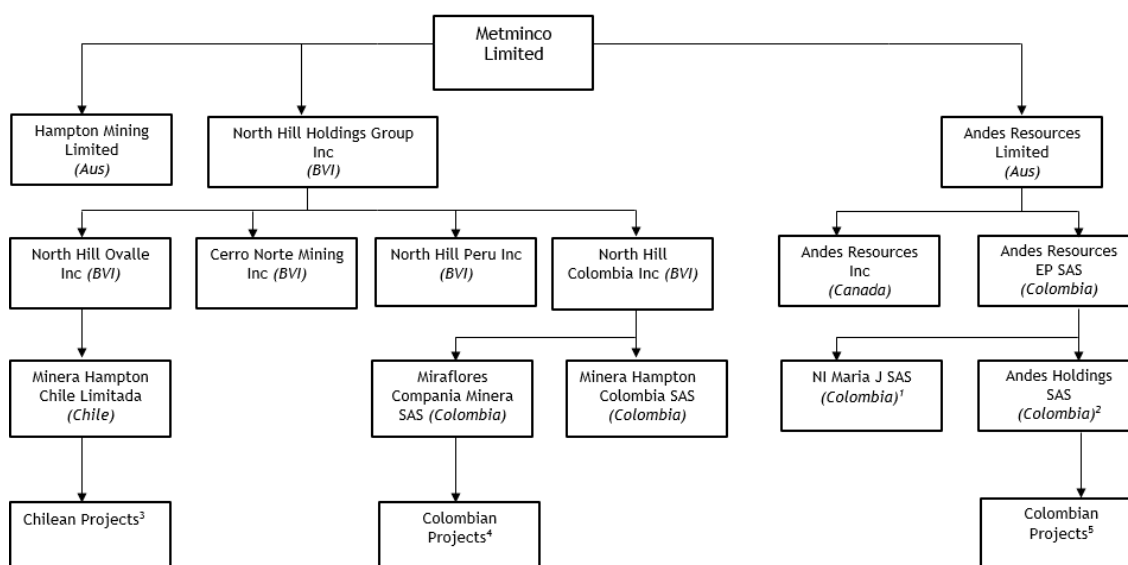 Metminco
Limited
Hampton Mining
Limited
(Aus)
North Hill Holdings Group
Inc
(BVI)
Andes Resources
Limited
(Aus)
North Hill Ovalle
Inc (BVI)
Cerro Norte Mining
Inc (BVI)
North Hill Peru Inc
(BVI)
North Hill
Colombia Inc (BVI)
Andes Resources
Inc
(Canada)
Andes Resources
EP SAS
(Colombia)
Minera Hampton
Chile Limitada
(Chile)
Miraflores
Compania Minera
SAS (Colombia)
Minera Hampton
Colombia SAS
(Colombia)
NI Maria J SAS
(Colombia)¹
Andes Holdings
SAS
(Colombia)²
Chilean Projects³
Colombian
Projects⁴
Colombian
Projects⁵